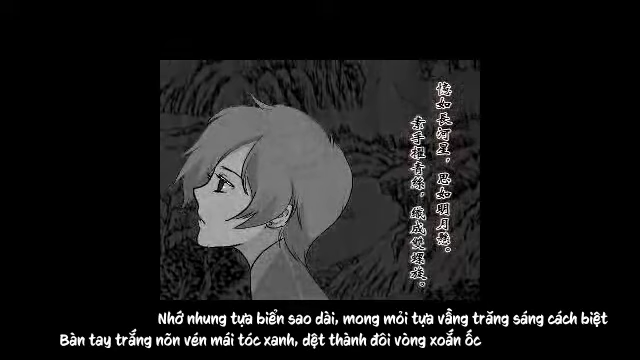 憶如長河星，思如明月愁。
素手擢青絲，織成雙螺旋。
Nhớ nhung tựa biển sao dài, mong mỏi tựa vầng trăng sáng cách biệt
Bàn tay trắng nõn vén mái tóc xanh, dệt thành đôi vòng xoắn ốc